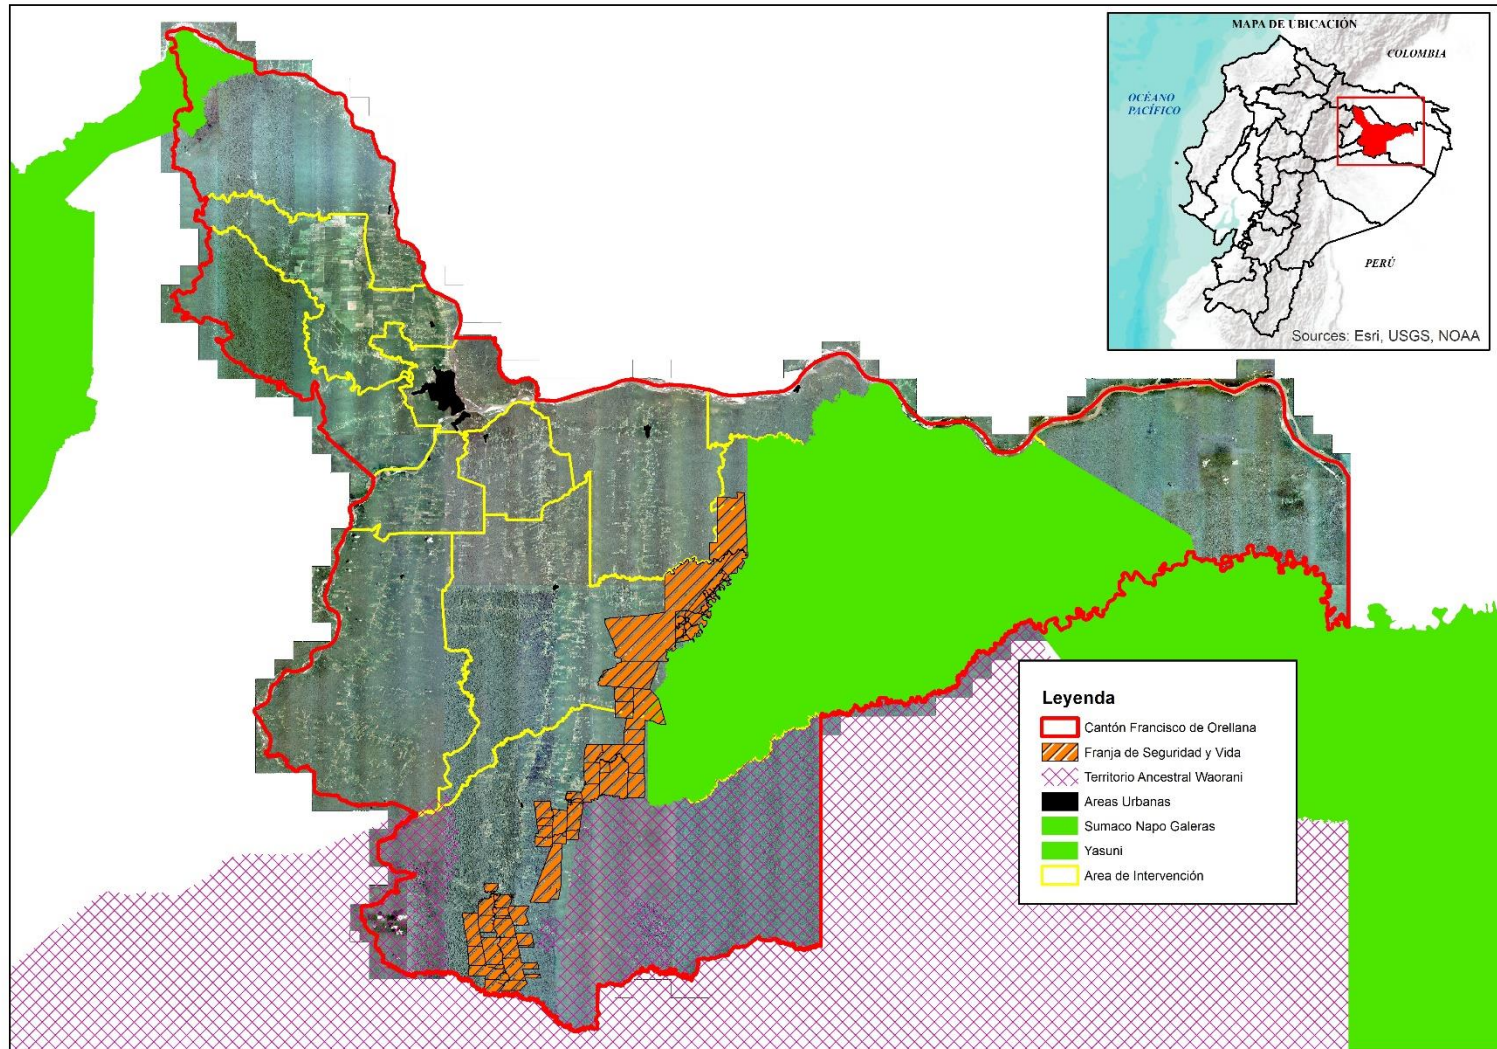 MAPA DE UBICACIÓN
COLOMBIA
OCÉANO
PACÍFICO
PERÚ
Sources: Esri, USGS, NOAA
Leyenda
Cantón Francisco de Orellana
Franja de Seguridad y Vida
Territorio Ancestral Waorani
Areas Urbanas
Sumaco Napo Galeras
Yasuni
Area de Intervención